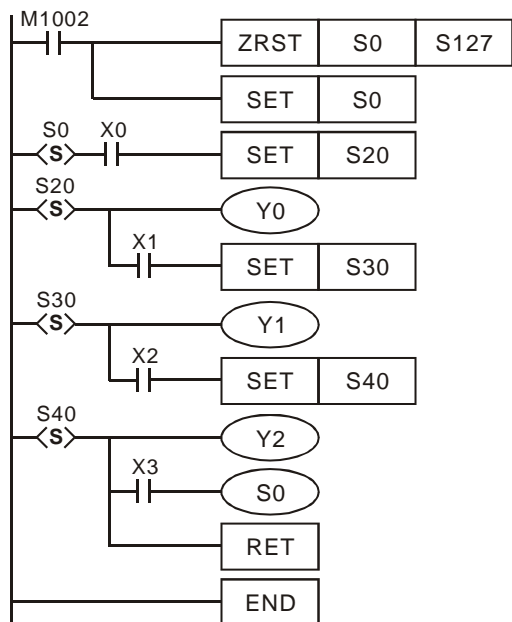 M1002
ZRST S0 S127
SET S0
S0 X0
S SET S20
S20
S Y0
X1
SET S30
S30
S Y1
X2
SET S40
S40
S Y2
X3
S0
RET
END